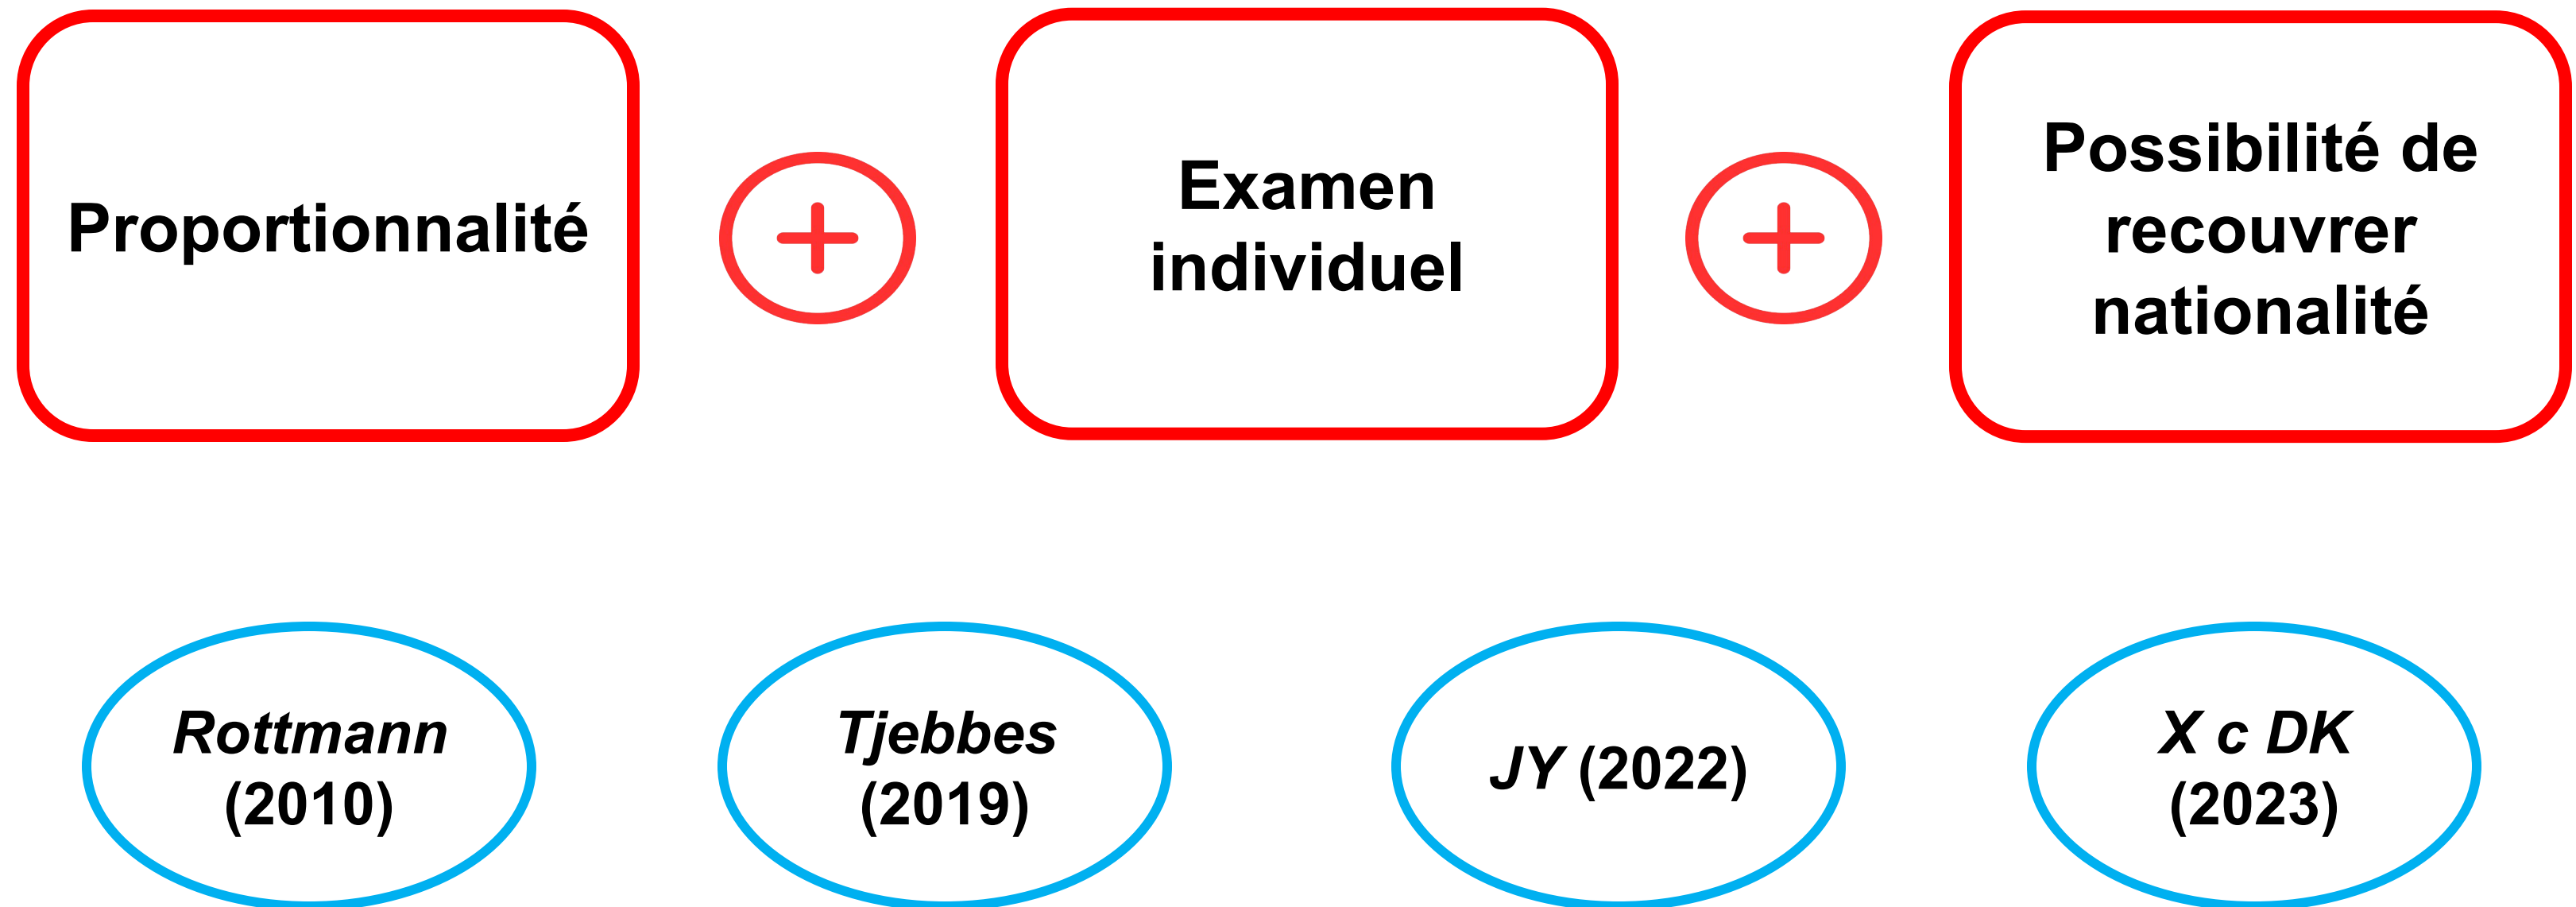 Proportionnalité
+
Examen
individuel
+
Possibilité de
recouvrer
nationalité
Rottmann
(2010)
Tjebbes
(2019)
JY (2022)
X c DK
(2023)